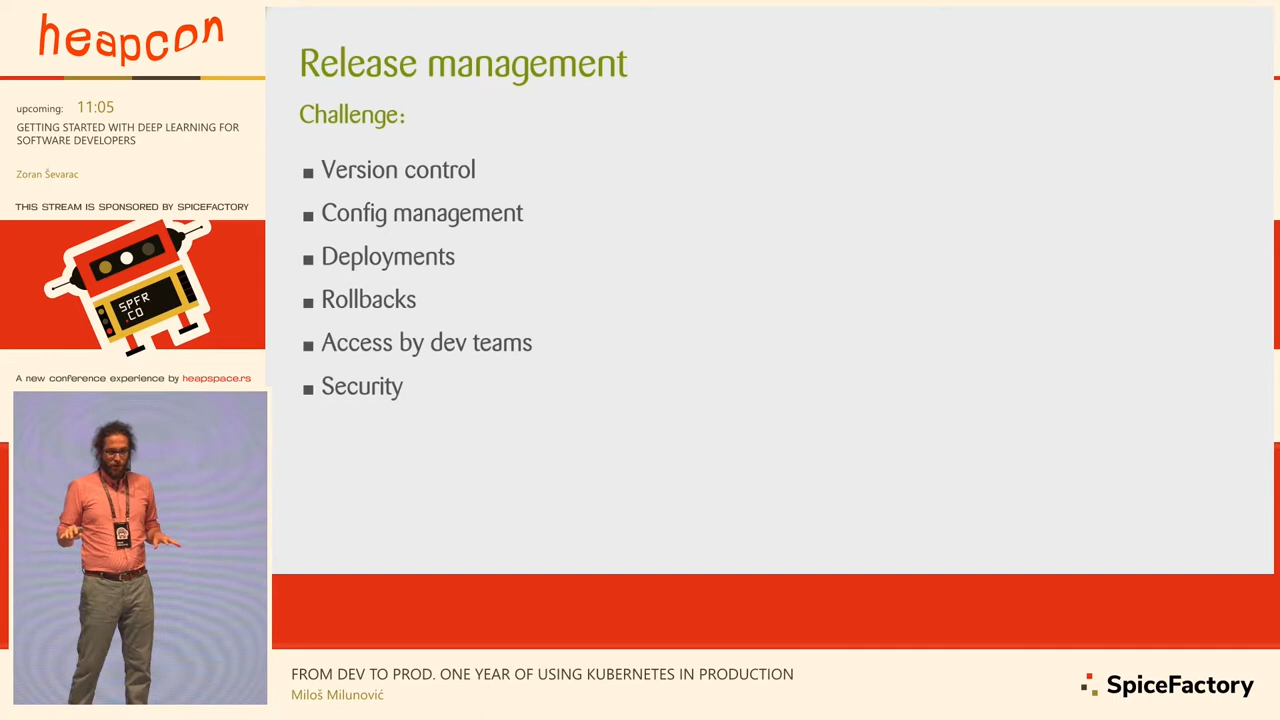 heapcon
upcoming: 11:05
GETTING STARTED WITH DEEP LEARNING FOR
SOFTWARE DEVELOPERS
Zoran Ševarac
THIS STREAM IS SPONSORED BY SPICEFACTORY
SPFR
.CO
A new conference experience by heapspace.rs
Release management
Challenge:
▪ Version control
▪ Config management
▪ Deployments
▪ Rollbacks
▪ Access by dev teams
▪ Security
FROM DEV TO PROD. ONE YEAR OF USING KUBERNETES IN PRODUCTION
Miloš Milunović
SpiceFactory